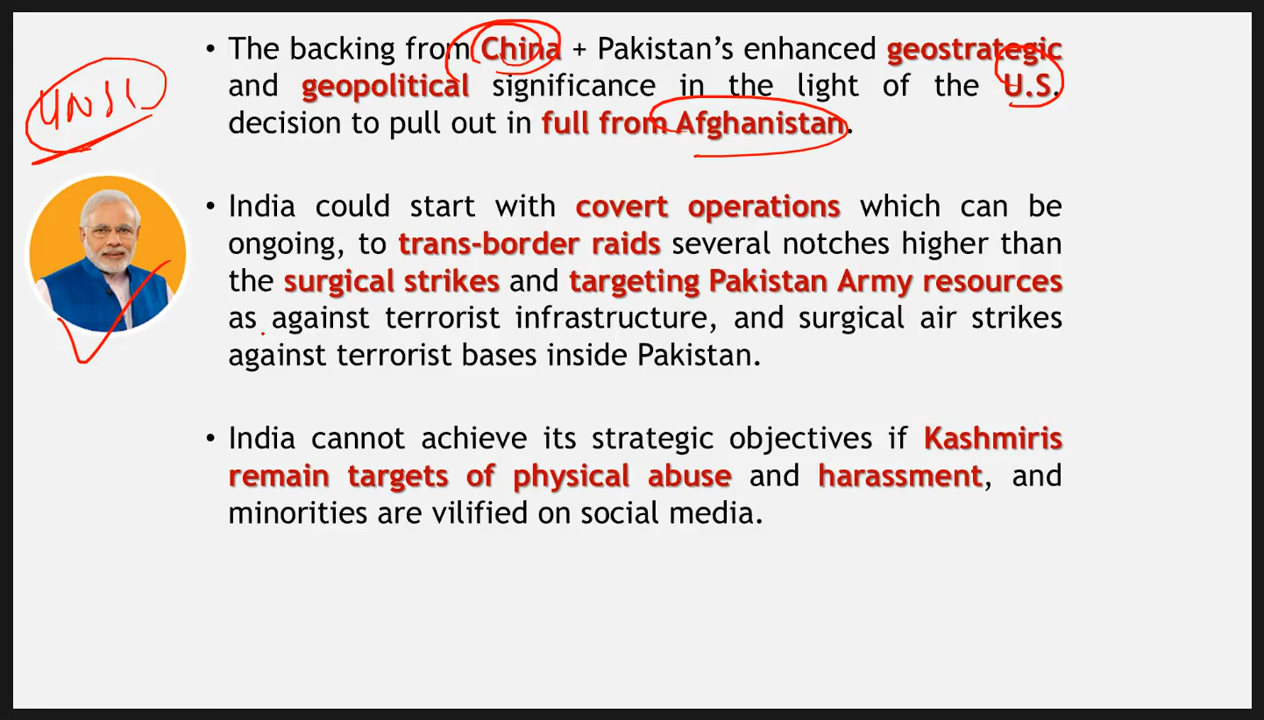 • The backing from China + Pakistan’s enhanced geostrategic
and geopolitical significance in the light of the U.S.
decision to pull out in full from Afghanistan.
• India could start with covert operations which can be
ongoing, to trans-border raids several notches higher than
the surgical strikes and targeting Pakistan Army resources
as against terrorist infrastructure, and surgical air strikes
against terrorist bases inside Pakistan.
• India cannot achieve its strategic objectives if Kashmiris
remain targets of physical abuse and harassment, and
minorities are vilified on social media.